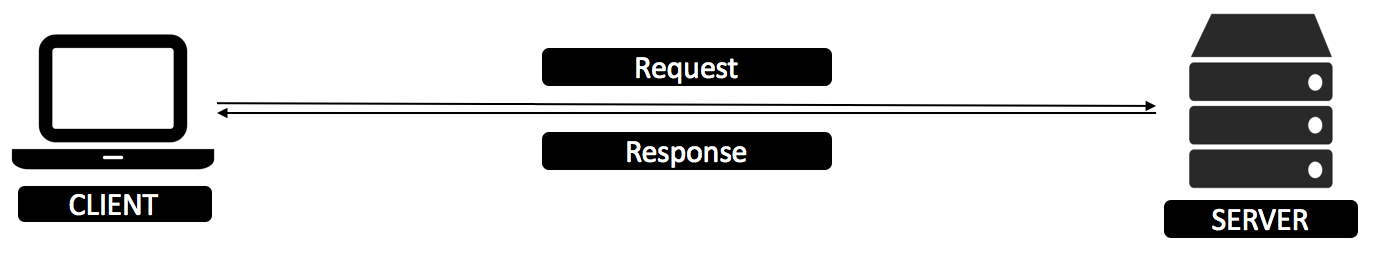 Request
Response
CLIENT
SERVER